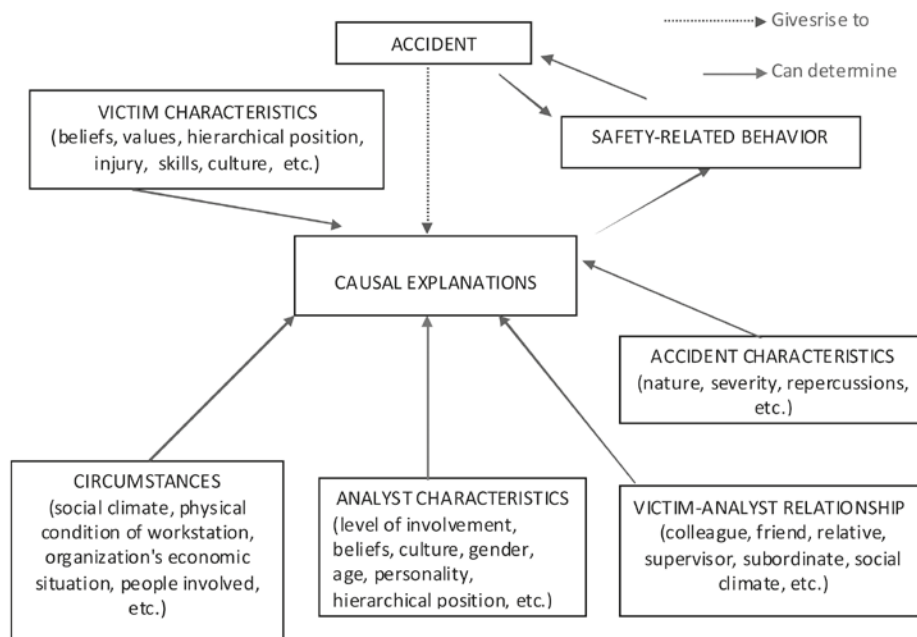 Givesrise to
ACCIDENT
Can determine
VICTIM CHARACTERISTICS
(beliefs, values, hierarchical position,
injury, skills, culture, etc.)
SAFETY-RELATED BEHAVIOR
CAUSAL EXPLANATIONS
ACCIDENT CHARACTERISTICS
(nature, severity, repercussions,
etc.)
CIRCUMSTANCES
(social climate, physical
condition of workstation,
organization's economic
situation, people involved,
etc.)
ANALYST CHARACTERISTICS
(level of involvement,
beliefs, culture, gender,
age, personality,
hierarchical position, etc.)
VICTIM-ANALYST RELATIONSHIP
(colleague, friend, relative,
supervisor, subordinate, social
climate, etc.)